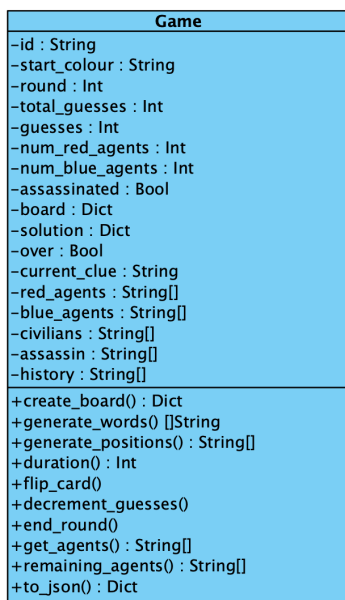 Game
-id : String
-start_colour : String
-round : Int
-total_guesses : Int
-guesses : Int
-num_red_agents : Int
-num_blue_agents : Int
-assassinated : Bool
-board : Dict
-solution : Dict
-over : Bool
-current_clue : String
-red_agents : String[]
-blue_agents : String[]
-civilians : String[]
-assassin : String[]
-history : String[]
+create_board() : Dict
+generate_words() []String
+generate_positions() : String[]
+duration() : Int
+flip_card()
+decrement_guesses()
+end_round()
+get_agents() : String[]
+remaining_agents() : String[]
+to_json() : Dict